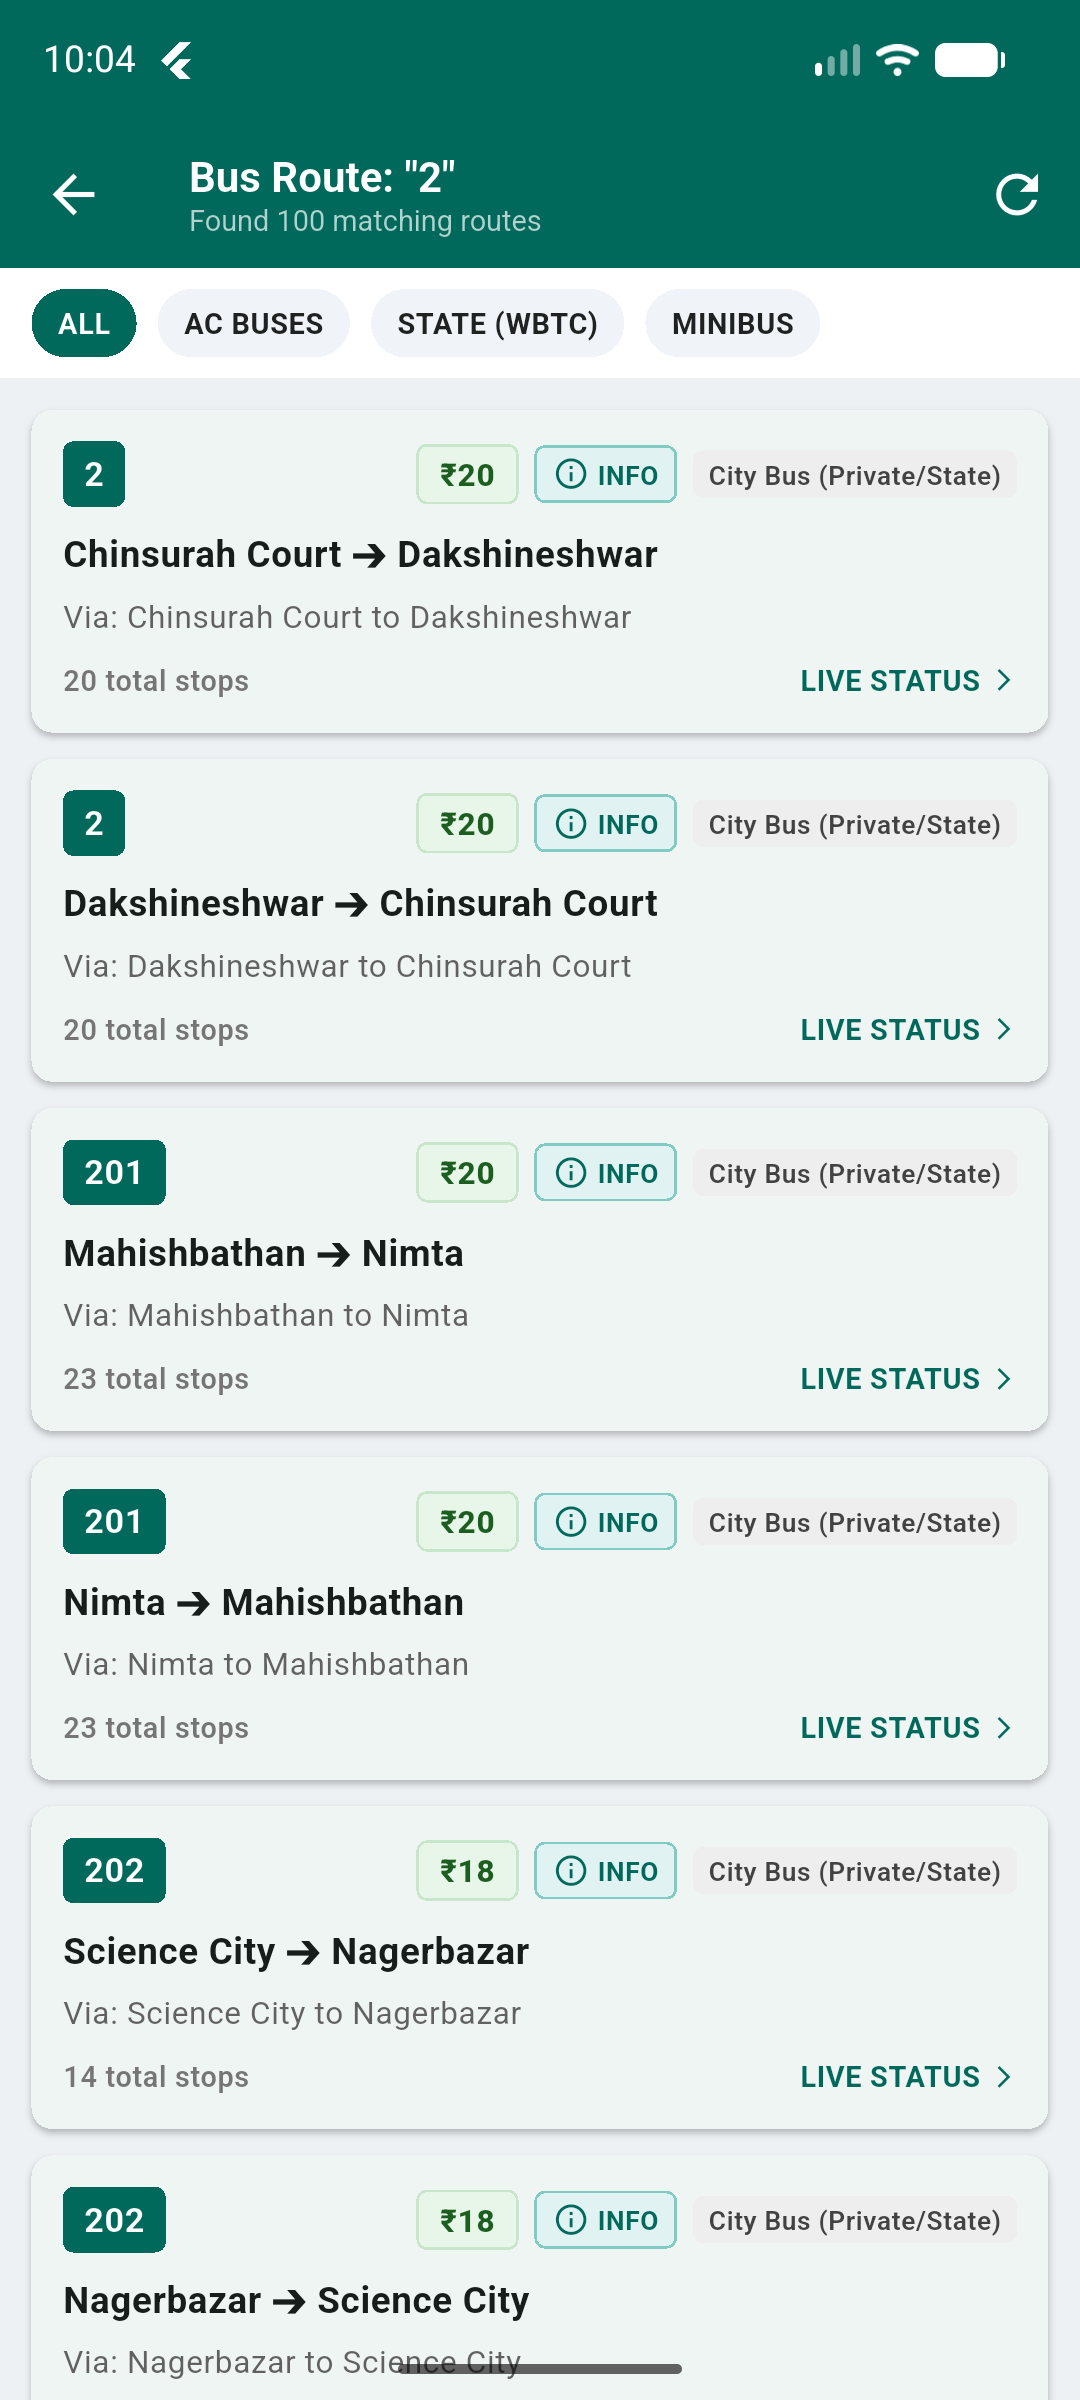 10:04
Bus Route: "2"
Found 100 matching routes
ALL AC BUSES STATE (WBTC) MINIBUS
2 ₹20 INFO City Bus (Private/State)
Chinsurah Court → Dakshineshwar
Via: Chinsurah Court to Dakshineshwar
20 total stops LIVE STATUS >
2 ₹20 INFO City Bus (Private/State)
Dakshineshwar → Chinsurah Court
Via: Dakshineshwar to Chinsurah Court
20 total stops LIVE STATUS >
201 ₹20 INFO City Bus (Private/State)
Mahishbathan → Nimta
Via: Mahishbathan to Nimta
23 total stops LIVE STATUS >
201 ₹20 INFO City Bus (Private/State)
Nimta → Mahishbathan
Via: Nimta to Mahishbathan
23 total stops LIVE STATUS >
202 ₹18 INFO City Bus (Private/State)
Science City → Nagerbazar
Via: Science City to Nagerbazar
14 total stops LIVE STATUS >
202 ₹18 INFO City Bus (Private/State)
Nagerbazar → Science City
Via: Nagerbazar to Science City